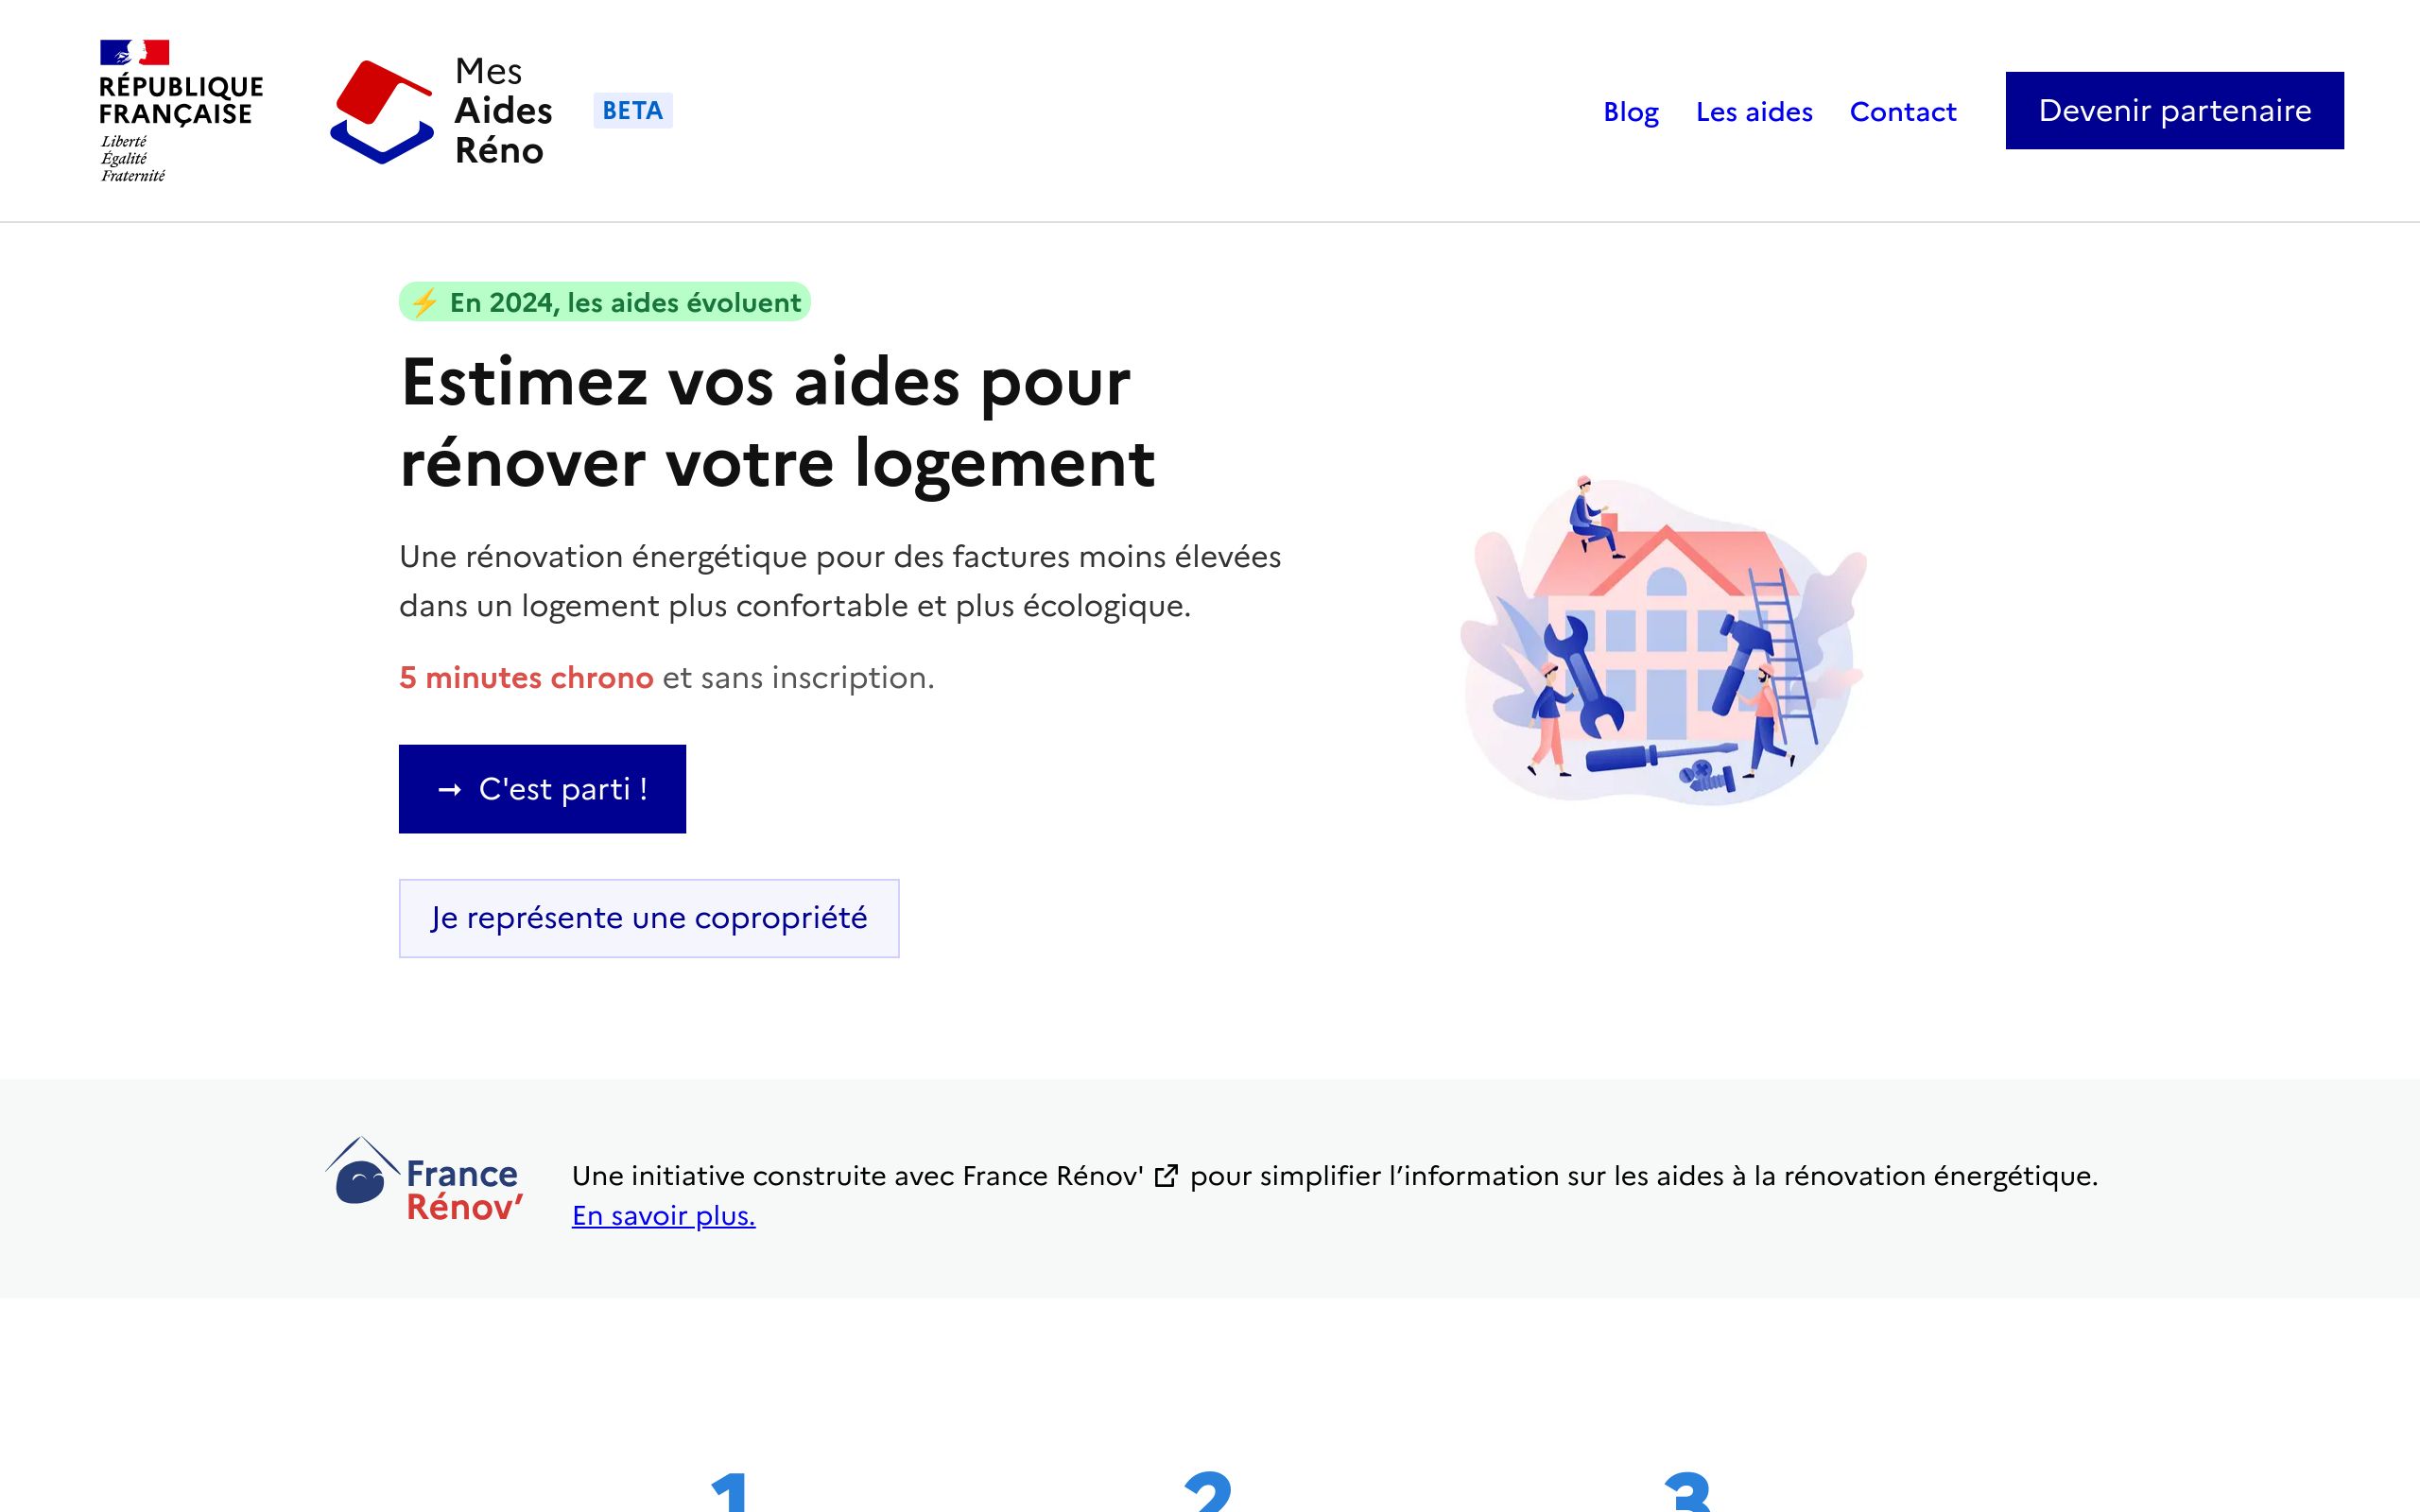 RÉPUBLIQUE
FRANÇAISE
Liberté
Égalité
Fraternité
Mes
Aides
Réno
BETA
Blog
Les aides
Contact
Devenir partenaire
⚡ En 2024, les aides évoluent
Estimez vos aides pour
rénover votre logement
Une rénovation énergétique pour des factures moins élevées
dans un logement plus confortable et plus écologique.
5 minutes chrono et sans inscription.
➞ C'est parti !
Je représente une copropriété
France
Rénov’
Une initiative construite avec France Rénov' pour simplifier l’information sur les aides à la rénovation énergétique.
En savoir plus.
1
2
3